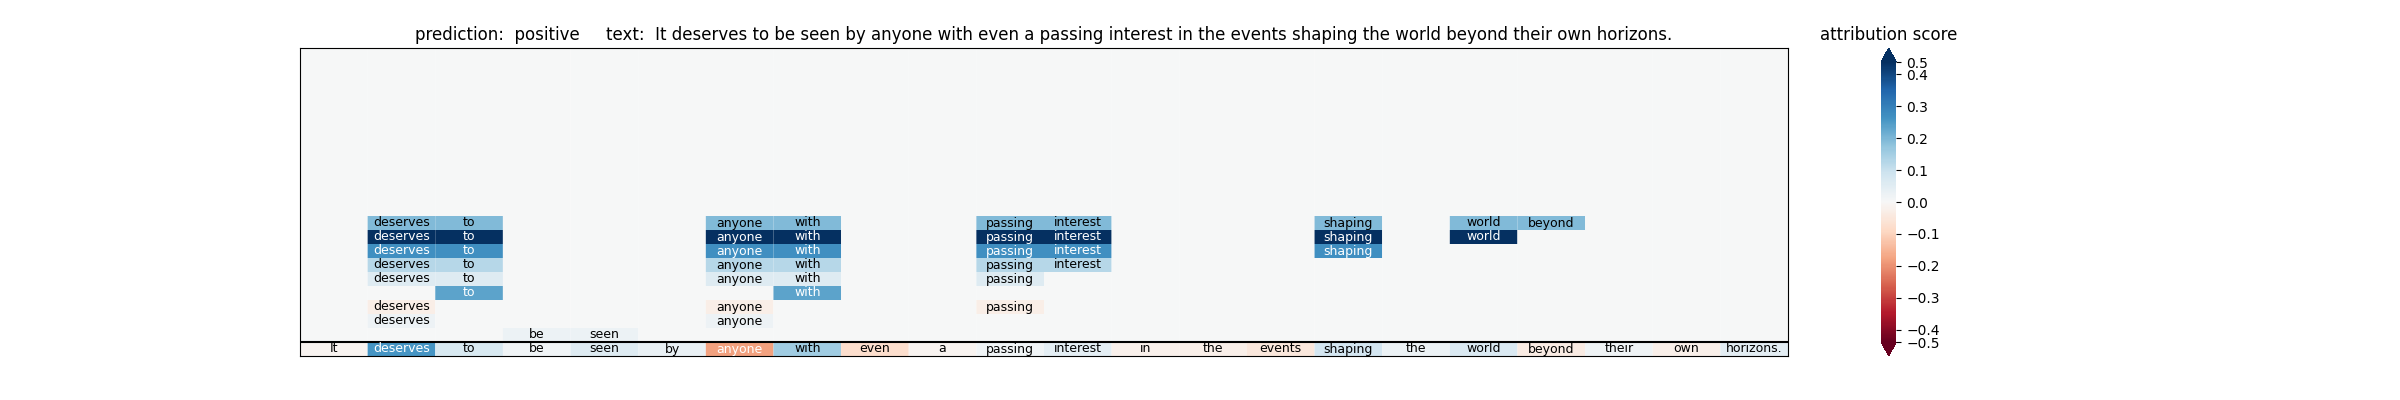 prediction: positive text: It deserves to be seen by anyone with even a passing interest in the events shaping the world beyond their own horizons.
attribution score
0.5
0.4
0.3
0.2
0.1
0.0
−0.1
−0.2
−0.3
−0.4
−0.5
deserves to anyone with passing interest shaping world beyond
deserves to anyone with passing interest shaping world
deserves to anyone with passing interest shaping
deserves to anyone with passing interest
deserves to anyone with passing
to with
deserves anyone passing
deserves anyone
be seen
It deserves to be seen by anyone with even a passing interest in the events shaping the world beyond their own horizons.